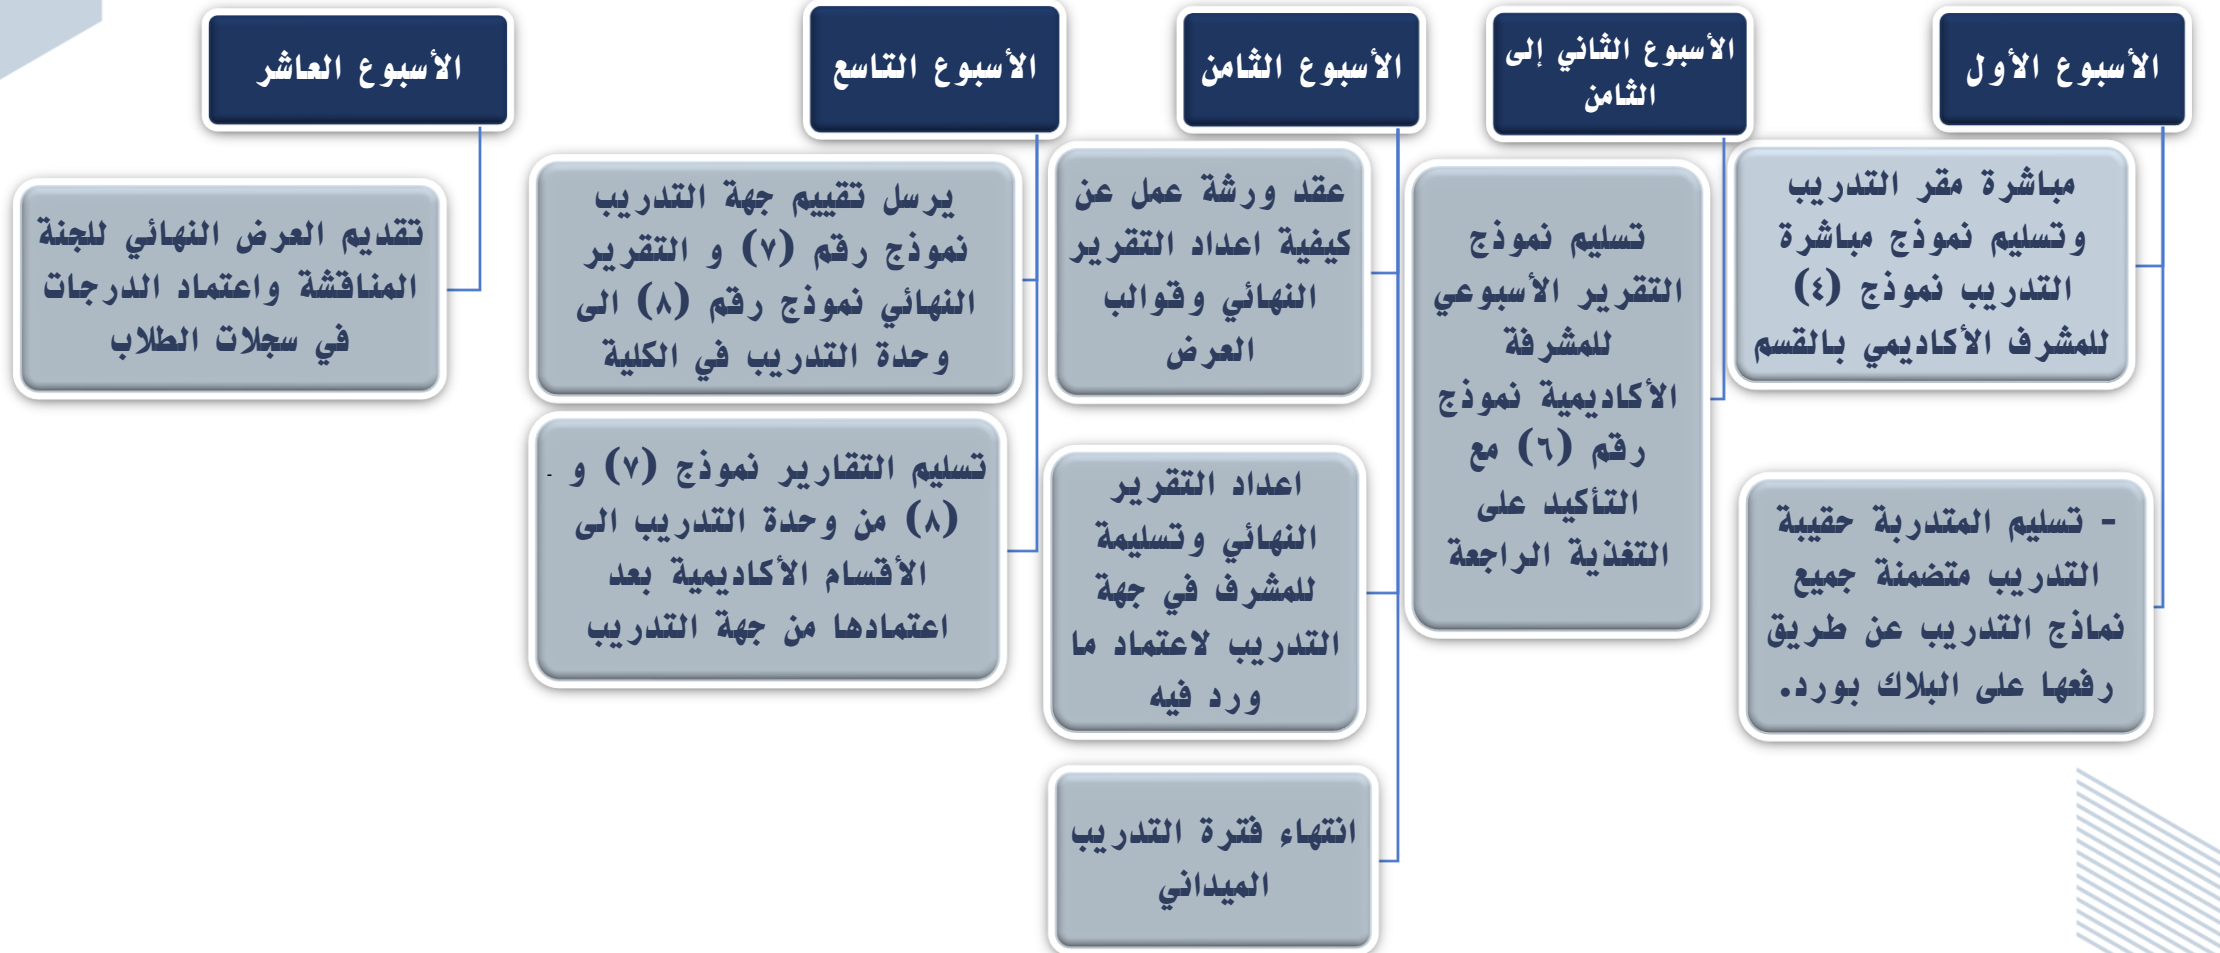 الأسبوع الأول
مباشرة مقر التدريب
وتسليم نموذج مباشرة
التدريب نموذج (٤)
للمشرف الأكاديمي بالقسم
- تسليم المتدربة حقيبة
التدريب متضمنة جميع
نماذج التدريب عن طريق
رفعها على البلاك بورد.
الأسبوع الثاني إلى
الثامن
تسليم نموذج
التقرير الأسبوعي
للمشرفة
الأكاديمية نموذج
رقم (٦) مع
التأكيد على
التغذية الراجعة
الأسبوع الثامن
عقد ورشة عمل عن
كيفية اعداد التقرير
النهائي وقوالب
العرض
اعداد التقرير
النهائي وتسليمة
للمشرف في جهة
التدريب لاعتماد ما
ورد فيه
انتهاء فترة التدريب
الميداني
الأسبوع التاسع
يرسل تقييم جهة التدريب
نموذج رقم (٧) و التقرير
النهائي نموذج رقم (٨) الى
وحدة التدريب في الكلية
تسليم التقارير نموذج (٧) و -
(٨) من وحدة التدريب الى
الأقسام الأكاديمية بعد
اعتمادها من جهة التدريب
الأسبوع العاشر
تقديم العرض النهائي للجنة
المناقشة واعتماد الدرجات
في سجلات الطلاب